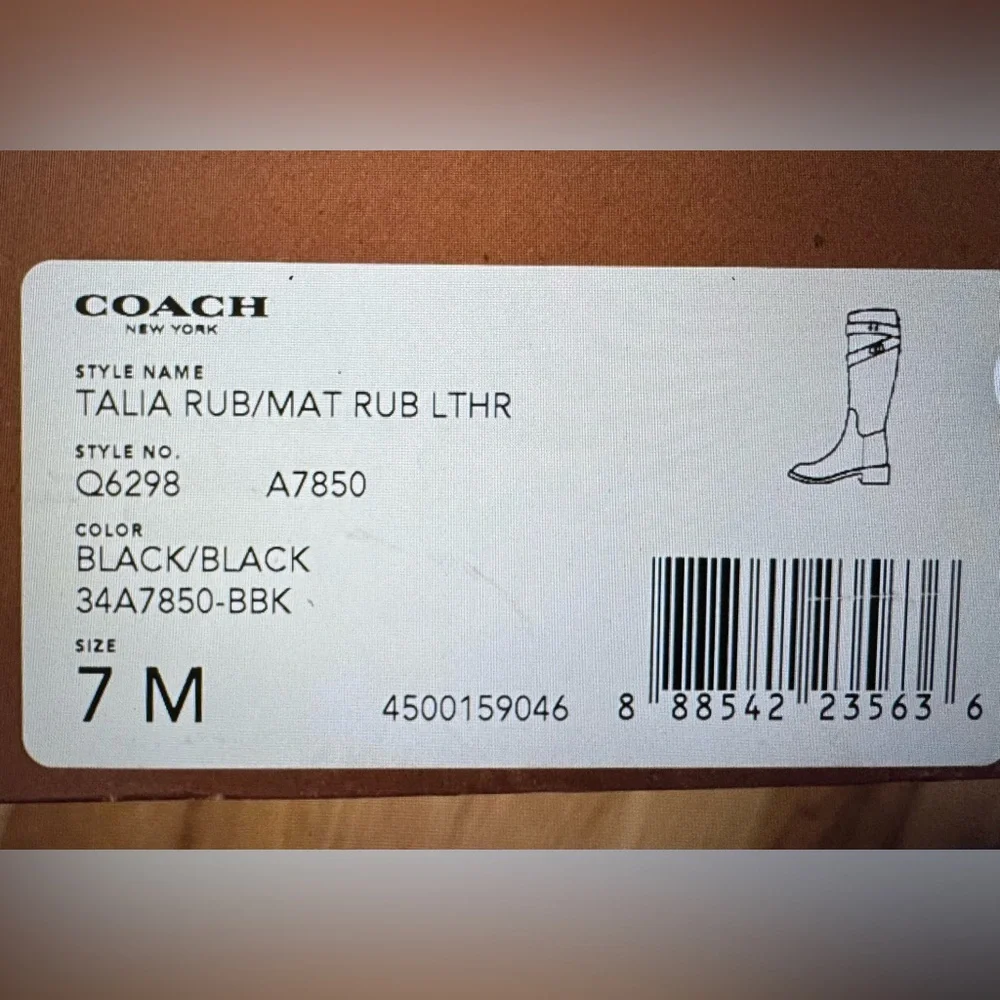 COACH
NEW YORK
STYLE NAME
TALIA RUB/MAT RUB LTHR
STYLE NO.
Q6298 A7850
COLOR
BLACK/BLACK
34A7850-BBK
SIZE
7 M
4500159046
8 88542 23563 6